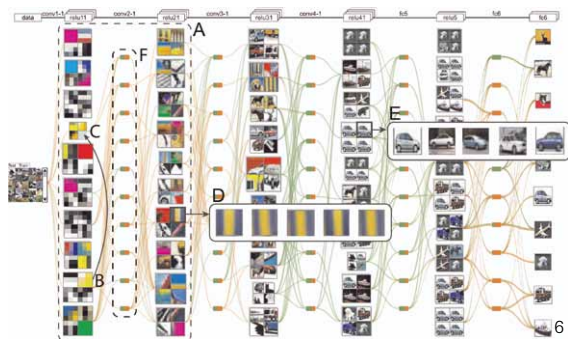 data conv1-1 relu11 conv2-1 relu21 conv3-1 relu31 conv4-1 relu41 fc5 relu5 fc6 fc6
A
F
C
E
D
B
6